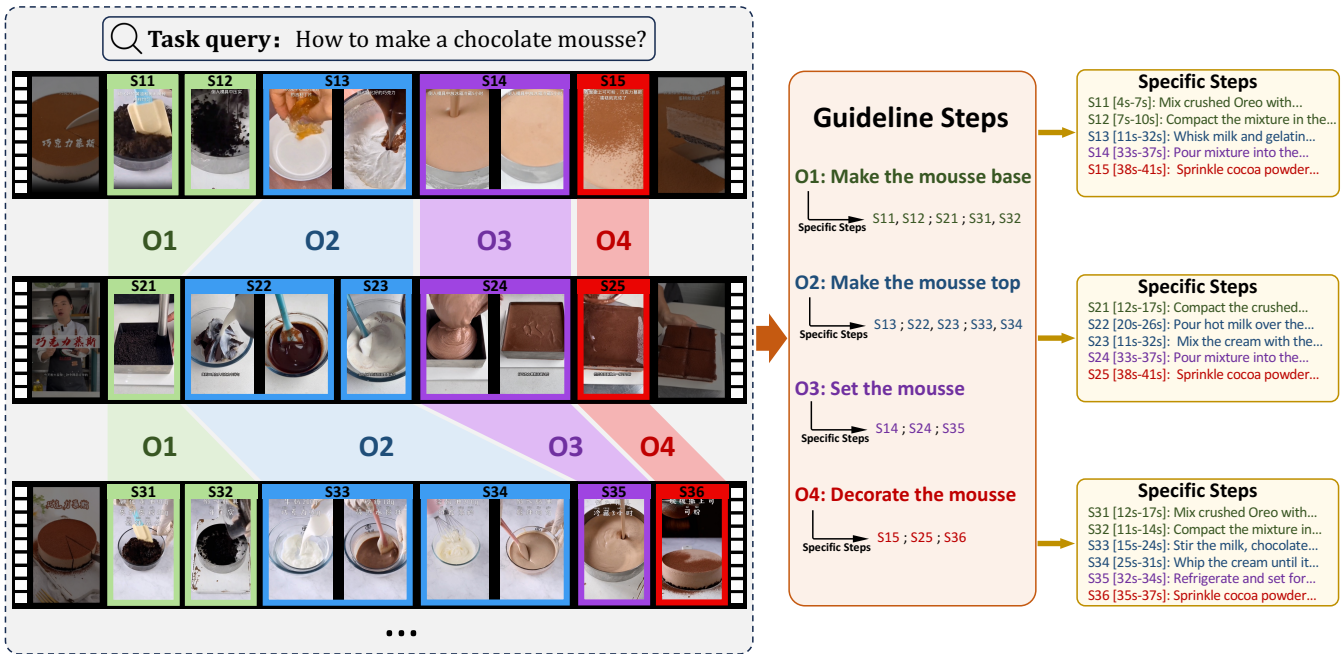 Task query: How to make a chocolate mousse?
S11
S12
S13
S14
S15
巧克力慕斯
O1
O2
O3
O4
S21
S22
S23
S24
S25
巧克力慕斯
O1
O2
O3
O4
S31
S32
S33
S34
S35
S36
...
Guideline Steps
O1: Make the mousse base
Specific Steps
S11, S12 ; S21 ; S31, S32
O2: Make the mousse top
Specific Steps
S13 ; S22, S23 ; S33, S34
O3: Set the mousse
Specific Steps
S14 ; S24 ; S35
O4: Decorate the mousse
Specific Steps
S15 ; S25 ; S36
Specific Steps
S11 [4s-7s]: Mix crushed Oreo with...
S12 [7s-10s]: Compact the mixture in the...
S13 [11s-32s]: Whisk milk and gelatin...
S14 [33s-37s]: Pour mixture into the...
S15 [38s-41s]: Sprinkle cocoa powder...
Specific Steps
S21 [12s-17s]: Compact the crushed...
S22 [20s-26s]: Pour hot milk over the...
S23 [11s-32s]: Mix the cream with the...
S24 [33s-37s]: Pour mixture into the...
S25 [38s-41s]: Sprinkle cocoa powder...
Specific Steps
S31 [12s-17s]: Mix crushed Oreo with...
S32 [11s-14s]: Compact the mixture in...
S33 [15s-24s]: Stir the milk, chocolate...
S34 [25s-31s]: Whip the cream until it...
S35 [32s-34s]: Refrigerate and set for...
S36 [35s-37s]: Sprinkle cocoa powder...